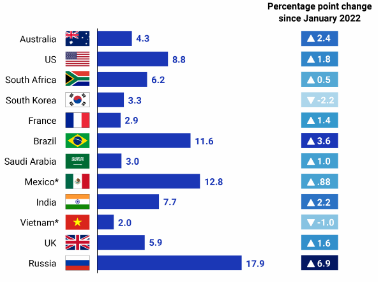 Percentage point change
since January 2022
Australia 4.3 ▲ 2.4
US 8.8 ▲ 1.8
South Africa 6.2 ▲ 0.5
South Korea 3.3 ▼ -2.2
France 2.9 ▲ 1.4
Brazil 11.6 ▲ 3.6
Saudi Arabia 3.0 ▲ 1.0
Mexico* 12.8 ▲ .88
India 7.7 ▲ 2.2
Vietnam* 2.0 ▼ -1.0
UK 5.9 ▲ 1.6
Russia 17.9 ▲ 6.9